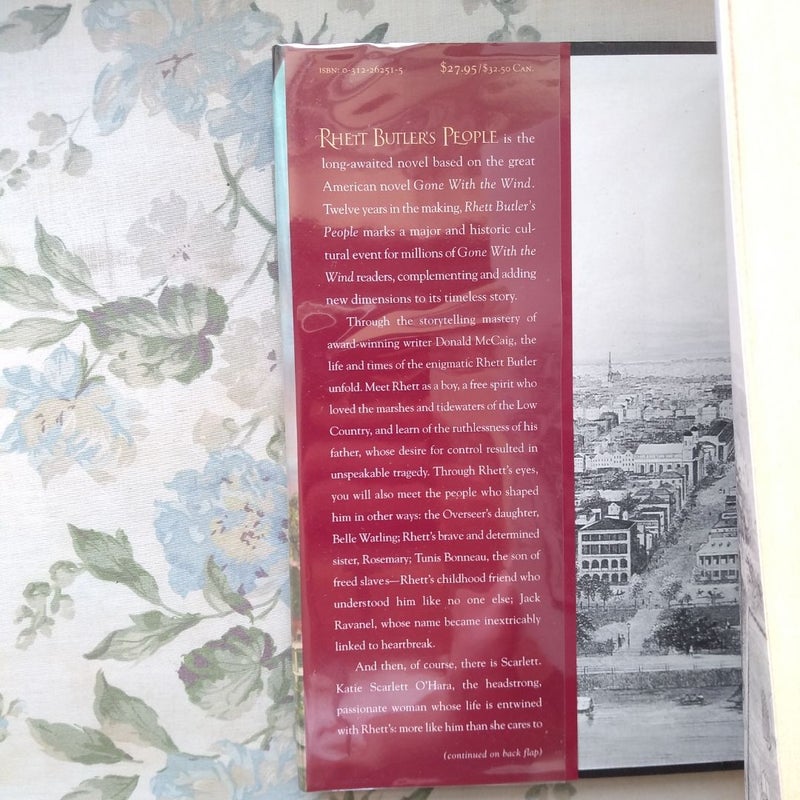 ISBN: 0-312-26251-5 $27.95/$32.50 CAN.
RHETT BUTLER'S PEOPLE is the
long-awaited novel based on the great
American novel Gone With the Wind.
Twelve years in the making, Rhett Butler's
People marks a major and historic cul-
tural event for millions of Gone With the
Wind readers, complementing and adding
new dimensions to its timeless story.
Through the storytelling mastery of
award-winning writer Donald McCaig, the
life and times of the enigmatic Rhett Butler
unfold. Meet Rhett as a boy, a free spirit who
loved the marshes and tidewaters of the Low
Country, and learn of the ruthlessness of his
father, whose desire for control resulted in
unspeakable tragedy. Through Rhett's eyes,
you will also meet the people who shaped
him in other ways: the Overseer's daughter,
Belle Watling; Rhett's brave and determined
sister, Rosemary; Tunis Bonneau, the son of
freed slaves—Rhett's childhood friend who
understood him like no one else; Jack
Ravanel, whose name became inextricably
linked to heartbreak.
And then, of course, there is Scarlett.
Katie Scarlett O'Hara, the headstrong,
passionate woman whose life is entwined
with Rhett's: more like him than she cares to
(continued on back flap)